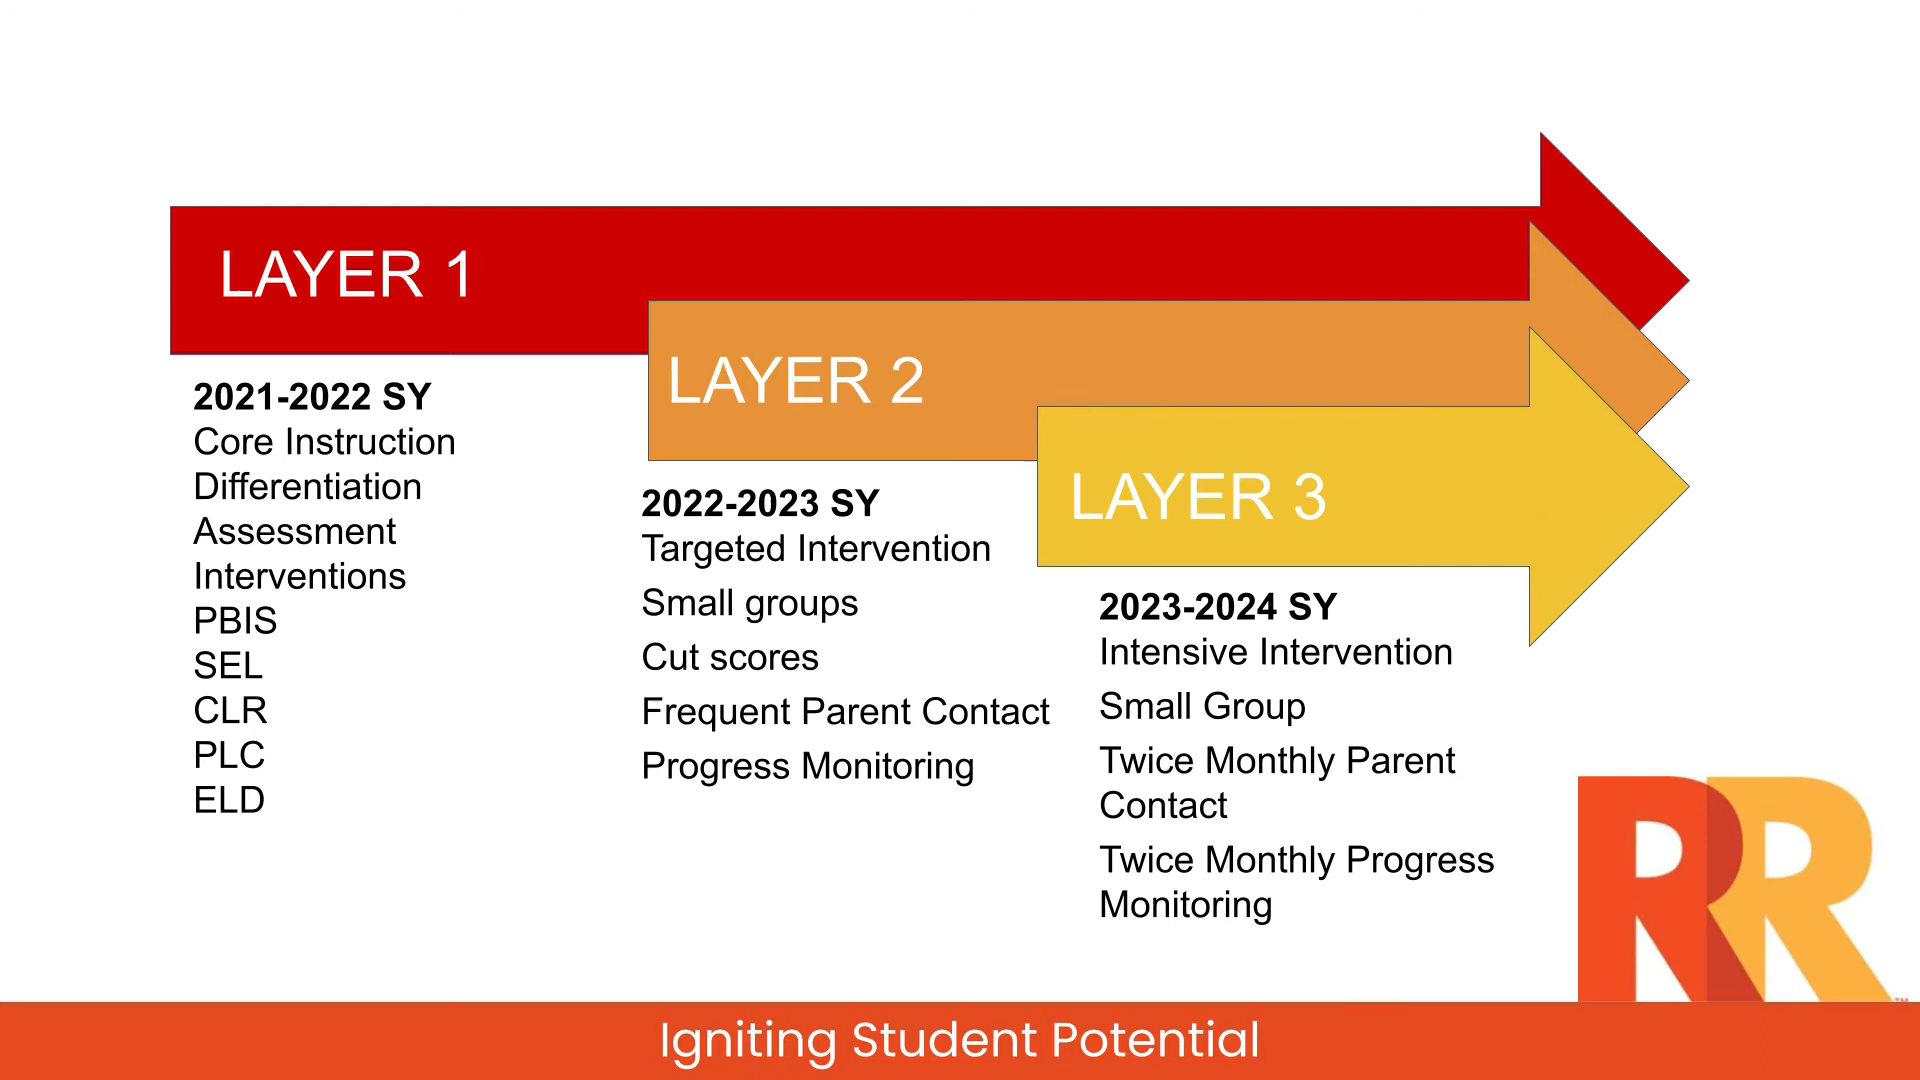 LAYER 1
LAYER 2
LAYER 3
2021-2022 SY
Core Instruction
Differentiation
Assessment
Interventions
PBIS
SEL
CLR
PLC
ELD
2022-2023 SY
Targeted Intervention
Small groups
Cut scores
Frequent Parent Contact
Progress Monitoring
2023-2024 SY
Intensive Intervention
Small Group
Twice Monthly Parent
Contact
Twice Monthly Progress
Monitoring
RR
TM
Igniting Student Potential